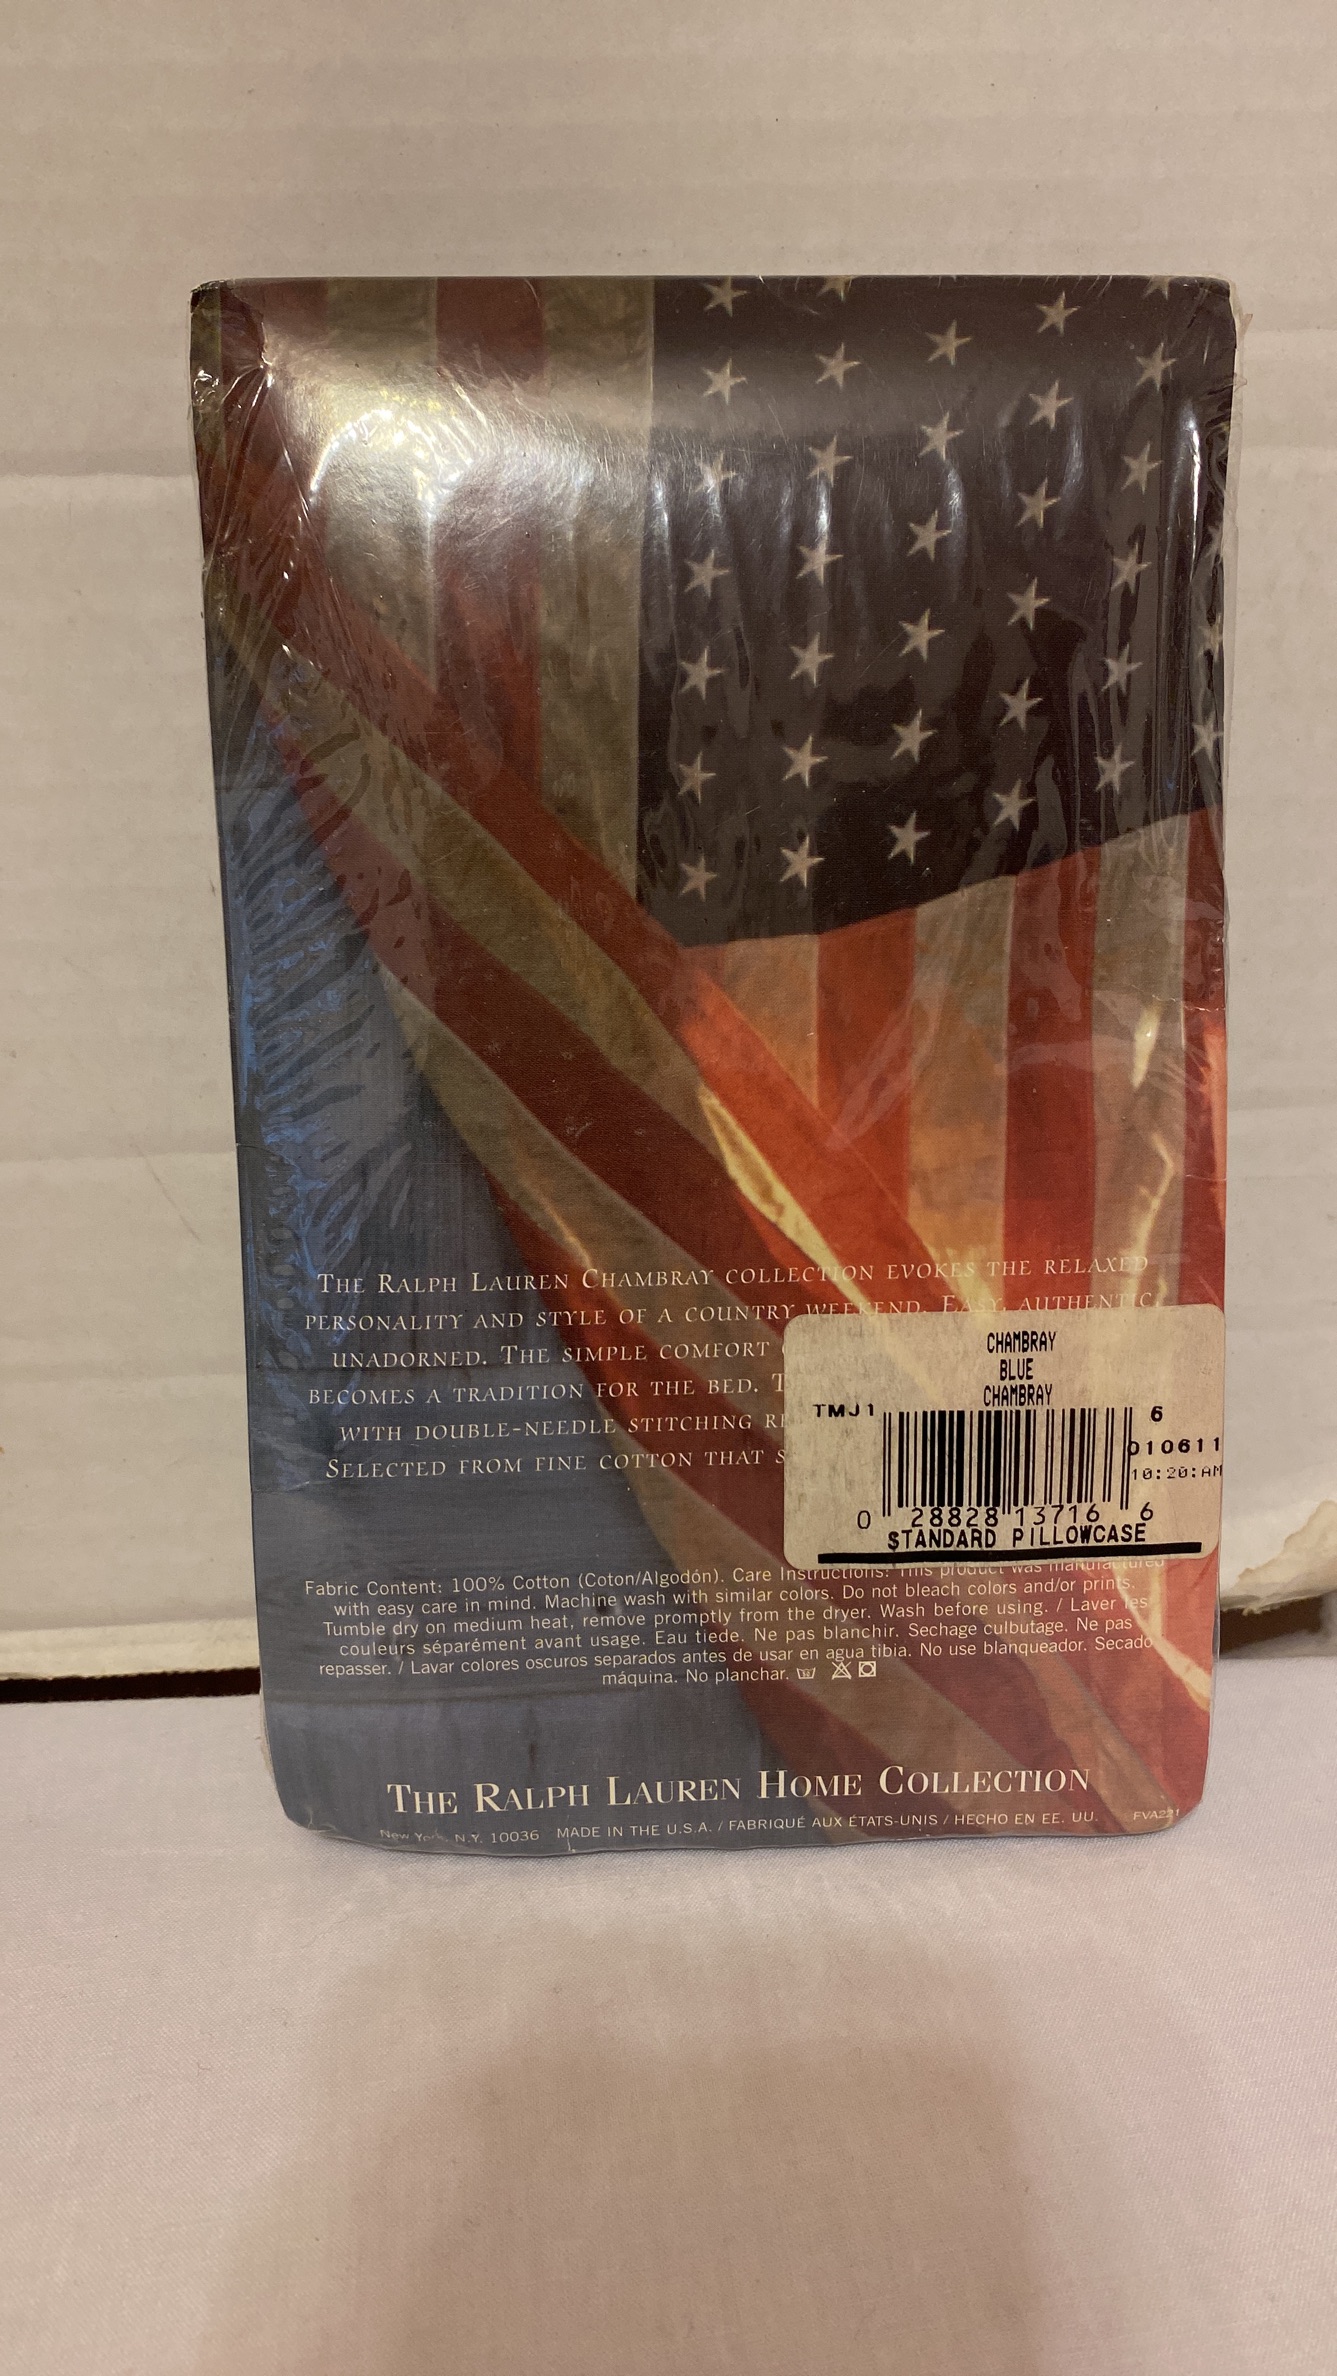 THE RALPH LAUREN CHAMBRAY COLLECTION EVOKES THE RELAXED
PERSONALITY AND STYLE OF A COUNTRY WEEKEND. EASY, AUTHENTIC,
UNADORNED. THE SIMPLE COMFORT
BECOMES A TRADITION FOR THE BED.
WITH DOUBLE-NEEDLE STITCHING
SELECTED FROM FINE COTTON THAT
CHAMBRAY
BLUE
CHAMBRAY
TMJ1 6
010611
10:20:AM
0 28828 13716 6
STANDARD PILLOWCASE
Fabric Content: 100% Cotton (Coton/Algodón). Care Instructions: This product was manufactured
with easy care in mind. Machine wash with similar colors. Do not bleach colors and/or prints.
Tumble dry on medium heat, remove promptly from the dryer. Wash before using. / Laver les
couleurs séparément avant usage. Eau tiede. Ne pas blanchir. Sechage culbutage. Ne pas
repasser. / Lavar colores oscuros separados antes de usar en agua tibia. No use blanqueador. Secado
máquina. No planchar.
THE RALPH LAUREN HOME COLLECTION
New York, N.Y. 10036 MADE IN THE U.S.A. / FABRIQUÉ AUX ÉTATS-UNIS / HECHO EN EE. UU. FVA221